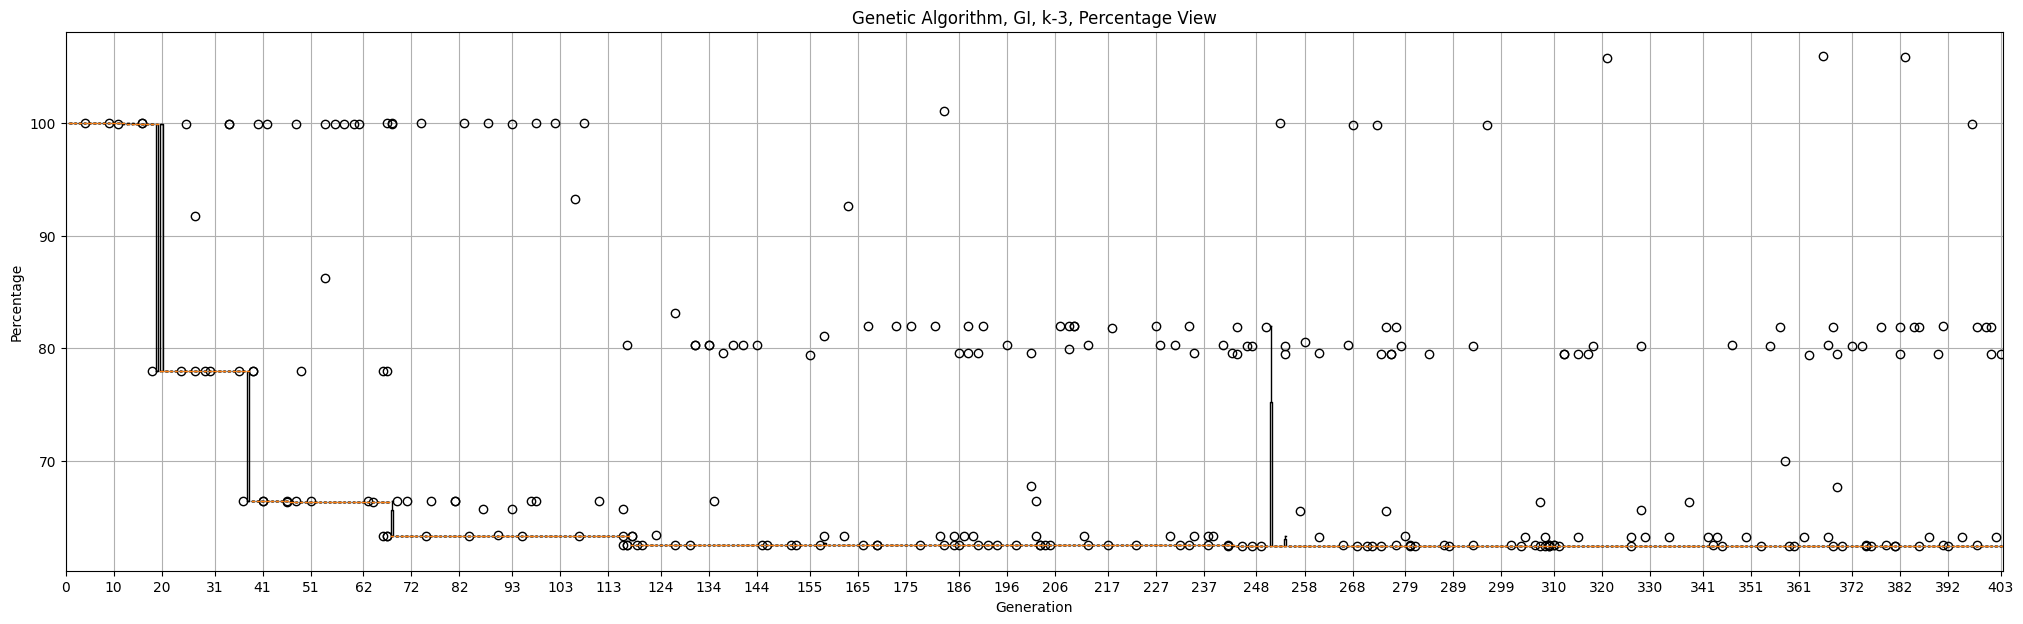 Genetic Algorithm, GI, k-3, Percentage View
Percentage
100
90
80
70
0 10 20 31 41 51 62 72 82 93 103 113 124 134 144 155 165 175 186 196 206 217 227 237 248 258 268 279 289 299 310 320 330 341 351 361 372 382 392 403
Generation